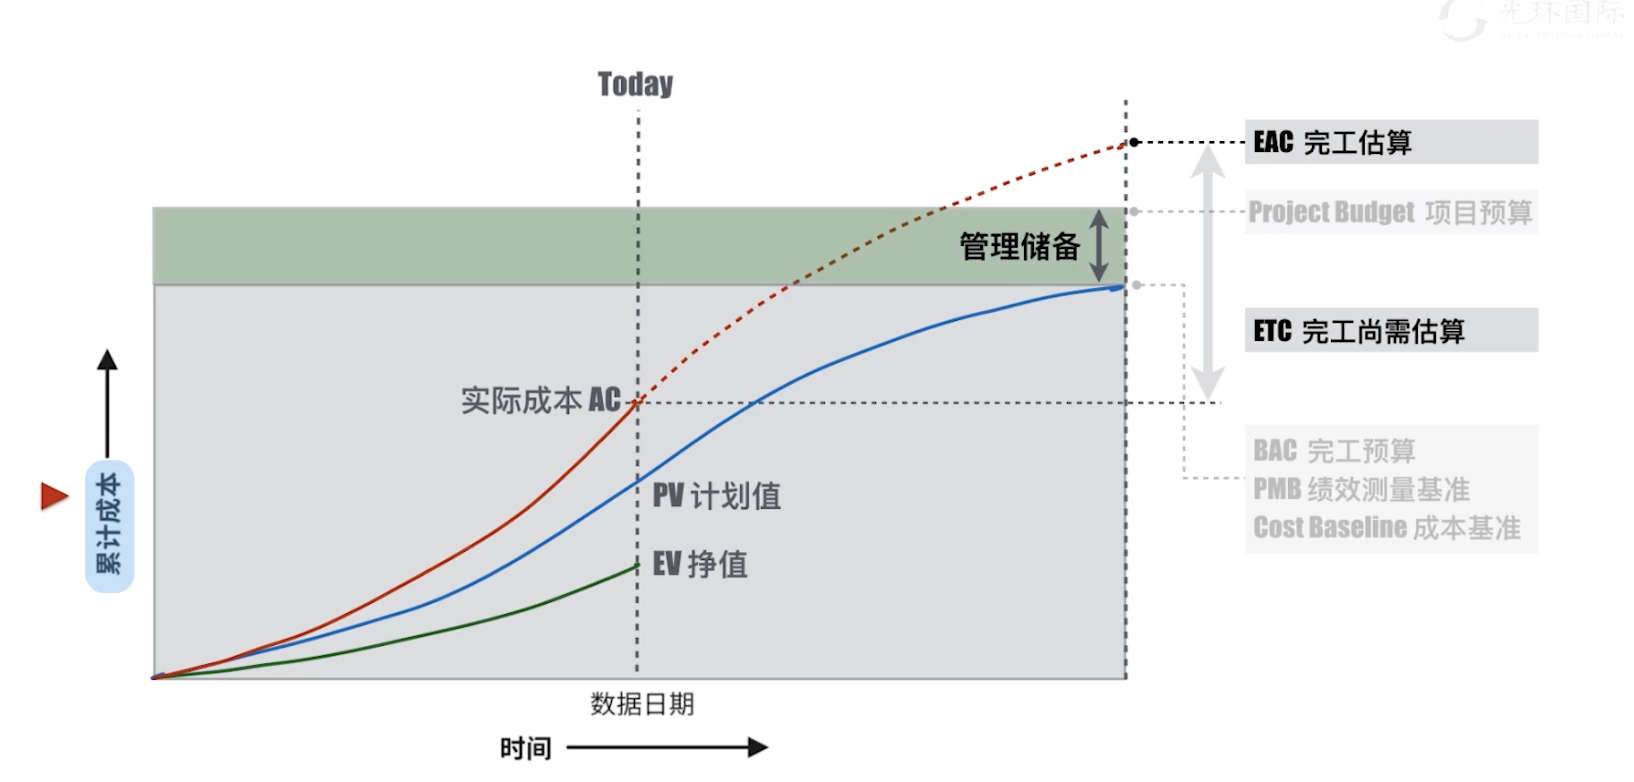 光环国际
Today
EAC 完工估算
Project Budget 项目预算
管理储备
ETC 完工尚需估算
实际成本 AC
BAC 完工预算
PMB 绩效测量基准
Cost Baseline 成本基准
PV 计划值
EV 挣值
累计成本
数据日期
时间